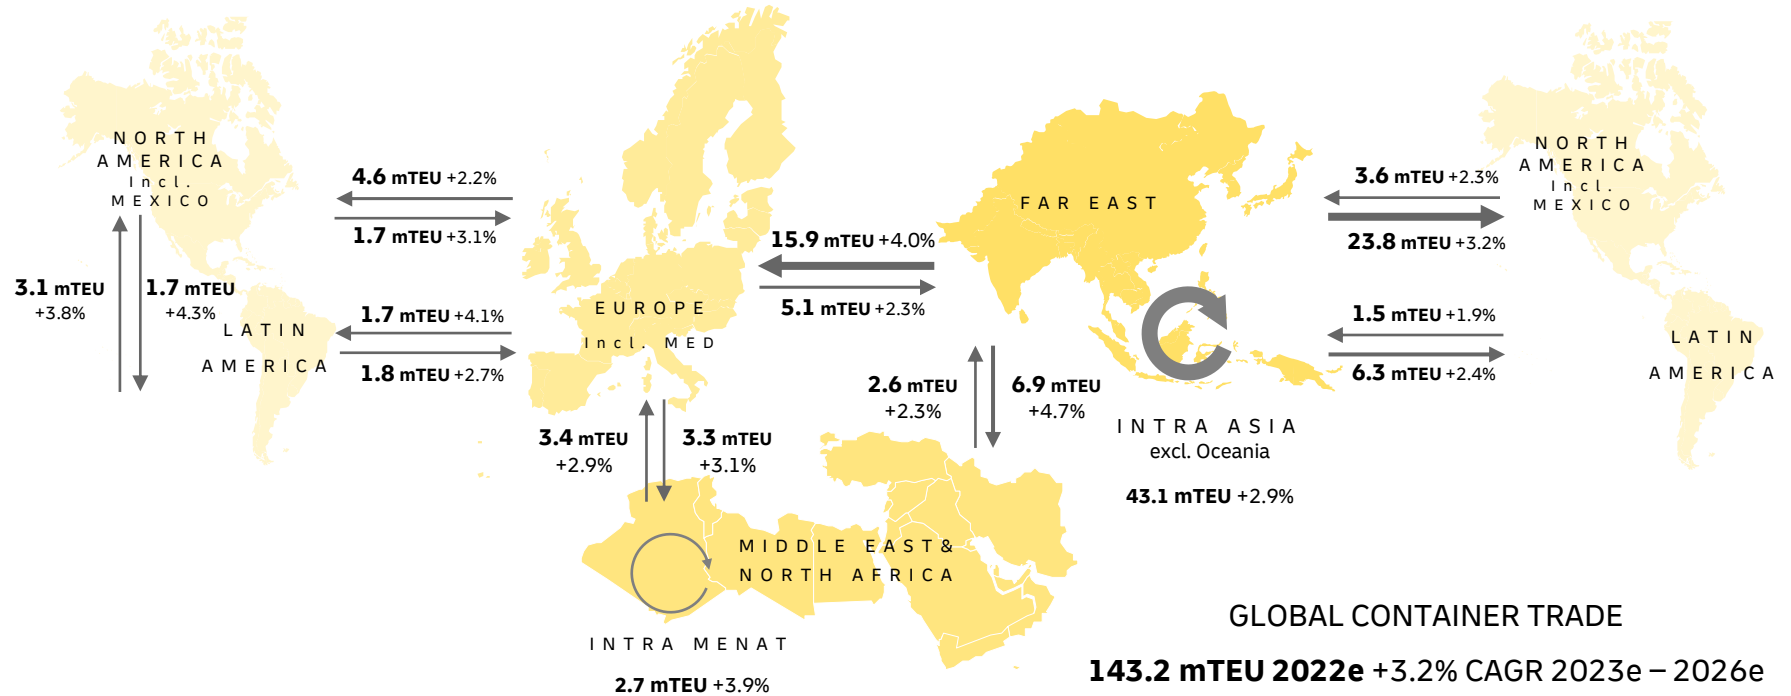 NORTH
AMERICA
Incl.
MEXICO
4.6 mTEU +2.2%
1.7 mTEU +3.1%
3.1 mTEU
+3.8%
1.7 mTEU
+4.3%
LATIN
AMERICA
1.7 mTEU +4.1%
1.8 mTEU +2.7%
EUROPE
Incl. MED
15.9 mTEU +4.0%
5.1 mTEU +2.3%
FAR EAST
3.6 mTEU +2.3%
23.8 mTEU +3.2%
NORTH
AMERICA
Incl.
MEXICO
1.5 mTEU +1.9%
6.3 mTEU +2.4%
LATIN
AMERICA
3.4 mTEU
+2.9%
3.3 mTEU
+3.1%
2.6 mTEU
+2.3%
6.9 mTEU
+4.7%
INTRA ASIA
excl. Oceania
43.1 mTEU +2.9%
MIDDLE EAST&
NORTH AFRICA
INTRA MENAT
2.7 mTEU +3.9%
GLOBAL CONTAINER TRADE
143.2 mTEU 2022e +3.2% CAGR 2023e – 2026e